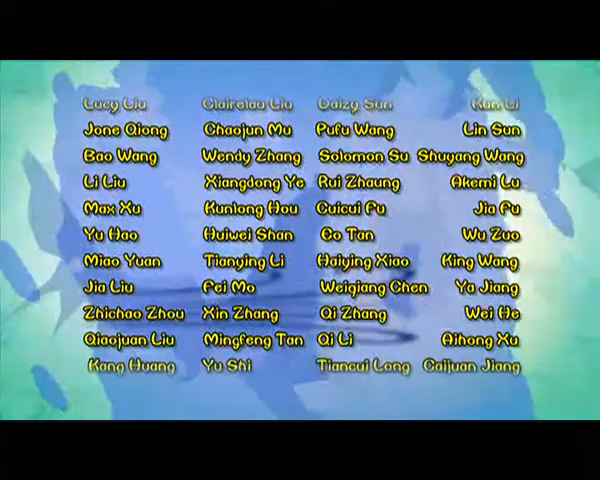 Lucy Liu Clairelau Liu Daizy Sun Kun Li
Jone Qiong Chaojun Mu Pufu Wang Lin Sun
Bao Wang Wendy Zhang Solomon Su Shuyang Wang
Li Liu Xiangdong Ye Rui Zhaung Akemi Lu
Max Xu Kunlong Hou Cuicui Fu Jia Fu
Yu Hao Huiwei Shan Bo Tan Wu Zuo
Miao Yuan Tianying Li Haiying Xiao King Wang
Jia Liu Fei Mo Weiqiang Chen Ya Jiang
Zhichao Zhou Xin Zhang Qi Zhang Wei He
Qiaojuan Liu Mingfeng Tan Qi Li Aihong Xu
Kang Huang Yu Shi Tiancui Long Caijuan Jiang